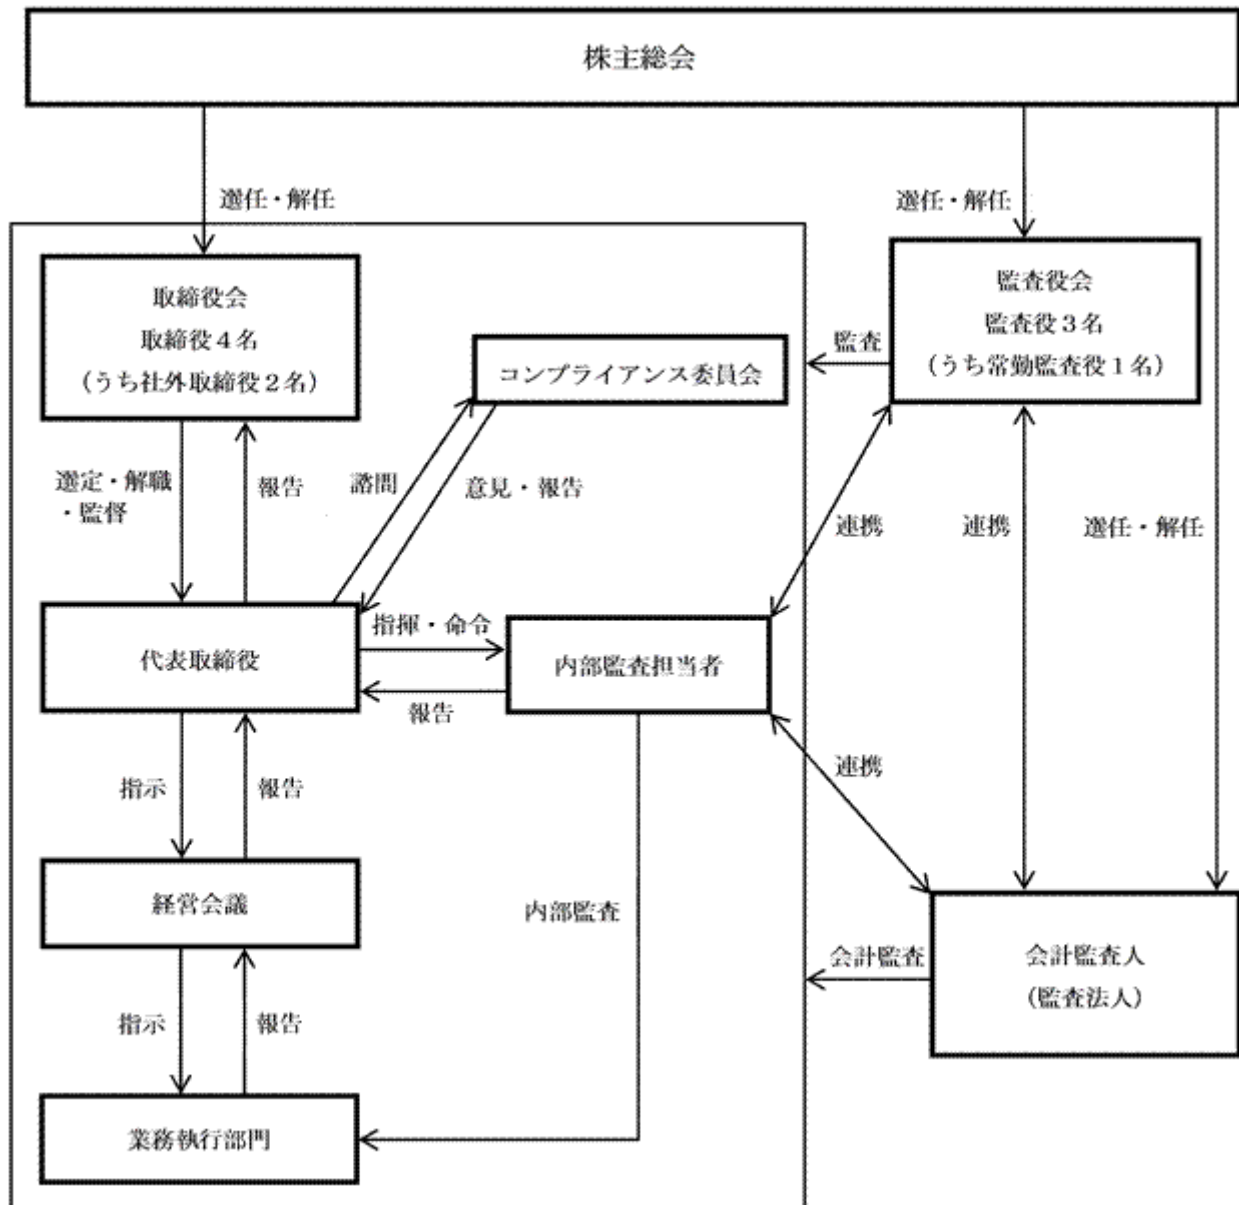 株主総会
選任・解任
選任・解任
取締役会
取締役4名
(うち社外取締役2名)
監査役会
監査役3名
(うち常勤監査役1名)
コンプライアンス委員会
監査
選定・解職
・監督
報告
諮問
意見・報告
連携
連携
選任・解任
代表取締役
指揮・命令
内部監査担当者
報告
指示
報告
連携
経営会議
内部監査
会計監査
会計監査人
(監査法人)
指示
報告
業務執行部門